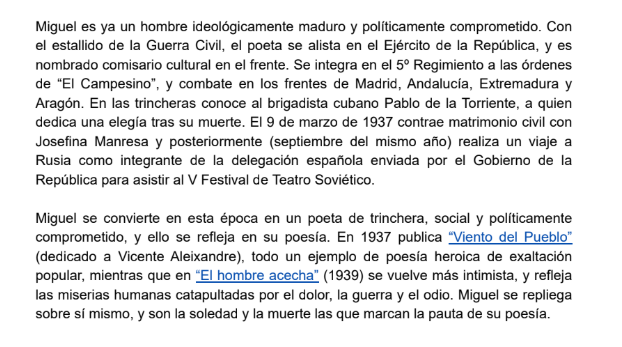 Miguel es ya un hombre ideológicamente maduro y políticamente comprometido. Con
el estallido de la Guerra Civil, el poeta se alista en el Ejército de la República, y es
nombrado comisario cultural en el frente. Se integra en el 5º Regimiento a las órdenes
de “El Campesino”, y combate en los frentes de Madrid, Andalucía, Extremadura y
Aragón. En las trincheras conoce al brigadista cubano Pablo de la Torriente, a quien
dedica una elegía tras su muerte. El 9 de marzo de 1937 contrae matrimonio civil con
Josefina Manresa y posteriormente (septiembre del mismo año) realiza un viaje a
Rusia como integrante de la delegación española enviada por el Gobierno de la
República para asistir al V Festival de Teatro Soviético.
Miguel se convierte en esta época en un poeta de trinchera, social y políticamente
comprometido, y ello se refleja en su poesía. En 1937 publica “Viento del Pueblo”
(dedicado a Vicente Aleixandre), todo un ejemplo de poesía heroica de exaltación
popular, mientras que en “El hombre acecha” (1939) se vuelve más intimista, y refleja
las miserias humanas catapultadas por el dolor, la guerra y el odio. Miguel se repliega
sobre sí mismo, y son la soledad y la muerte las que marcan la pauta de su poesía.